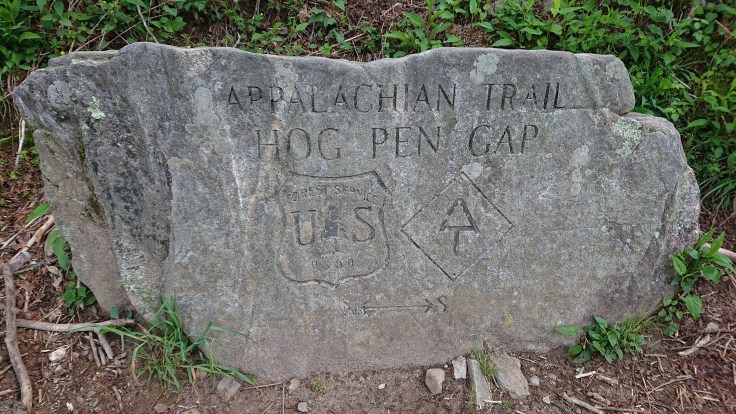 APPALACHIAN TRAIL
HOG PEN GAP
FOREST SERVICE
U S
N ↔ S